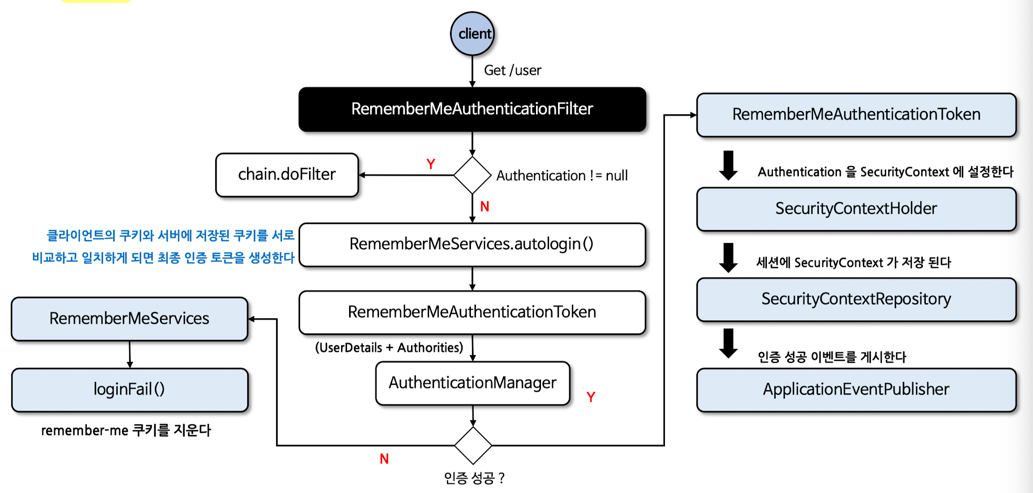 client
Get /user
RememberMeAuthenticationFilter
Y
chain.doFilter
Authentication != null
N
클라이언트의 쿠키와 서버에 저장된 쿠키를 서로
비교하고 일치하게 되면 최종 인증 토큰을 생성한다
RememberMeServices.autologin()
RememberMeAuthenticationToken
(UserDetails + Authorities)
AuthenticationManager
Y
인증 성공 ?
N
RememberMeServices
loginFail()
remember-me 쿠키를 지운다
RememberMeAuthenticationToken
Authentication 을 SecurityContext 에 설정한다
SecurityContextHolder
세션에 SecurityContext 가 저장 된다
SecurityContextRepository
인증 성공 이벤트를 게시한다
ApplicationEventPublisher